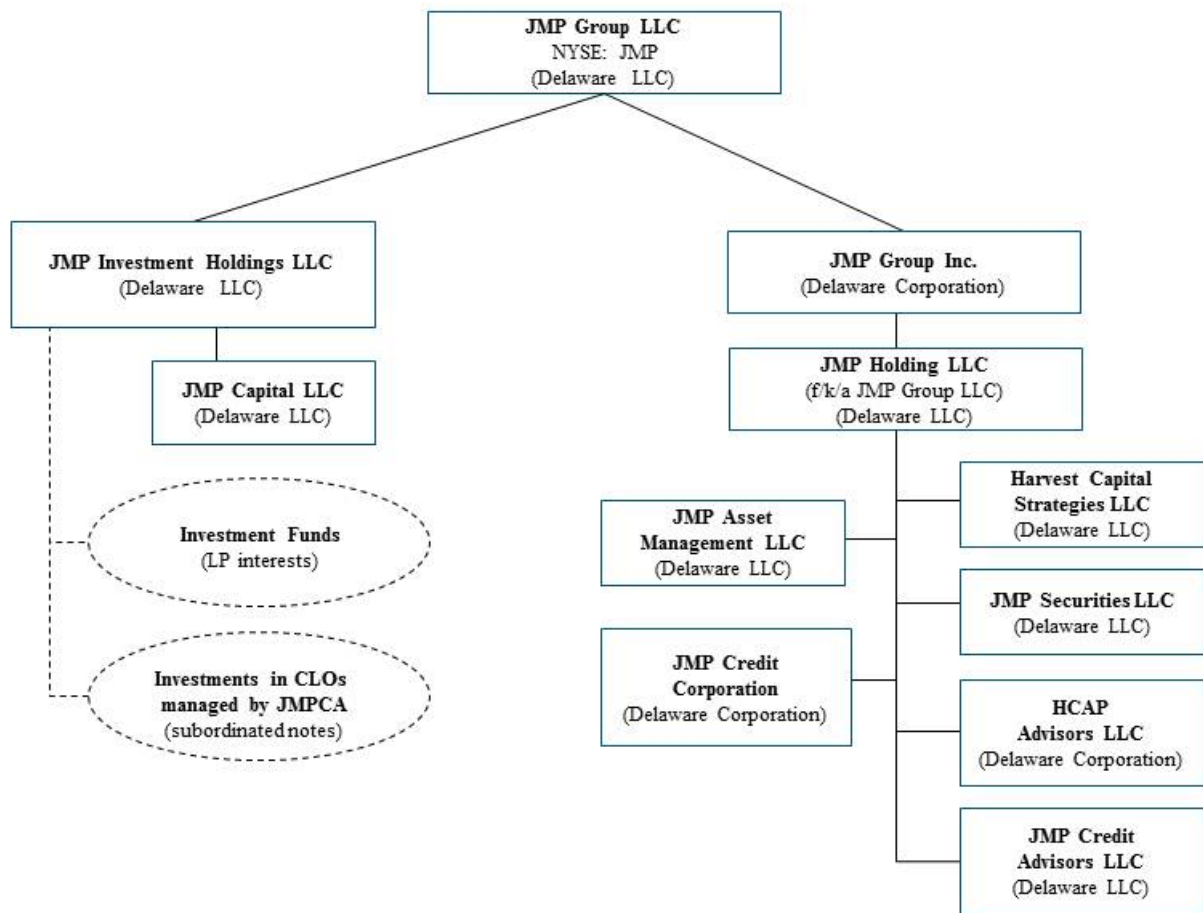 JMP Group LLC
NYSE: JMP
(Delaware LLC)
JMP Investment Holdings LLC
(Delaware LLC)
JMP Group Inc.
(Delaware Corporation)
JMP Capital LLC
(Delaware LLC)
JMP Holding LLC
(f/k/a JMP Group LLC)
(Delaware LLC)
Investment Funds
(LP interests)
Investments in CLOs
managed by JMPCA
(subordinated notes)
JMP Asset
Management LLC
(Delaware LLC)
JMP Credit
Corporation
(Delaware Corporation)
Harvest Capital
Strategies LLC
(Delaware LLC)
JMP Securities LLC
(Delaware LLC)
HCAP
Advisors LLC
(Delaware Corporation)
JMP Credit
Advisors LLC
(Delaware LLC)